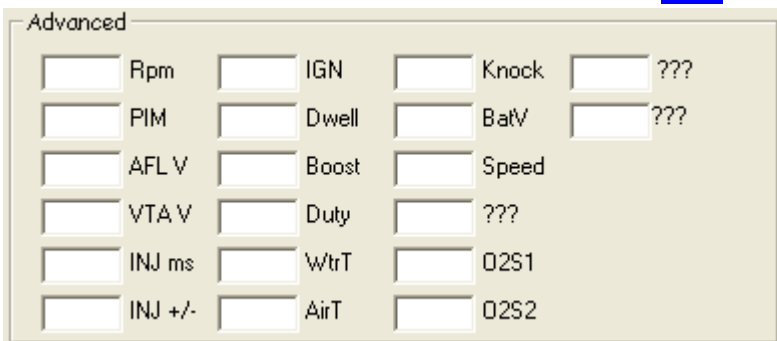 Advanced
Rpm IGN Knock ???
PIM Dwell BatV ???
AFL V Boost Speed
VTA V Duty ???
INJ ms WtrT O2S1
INJ +/- AirT O2S2